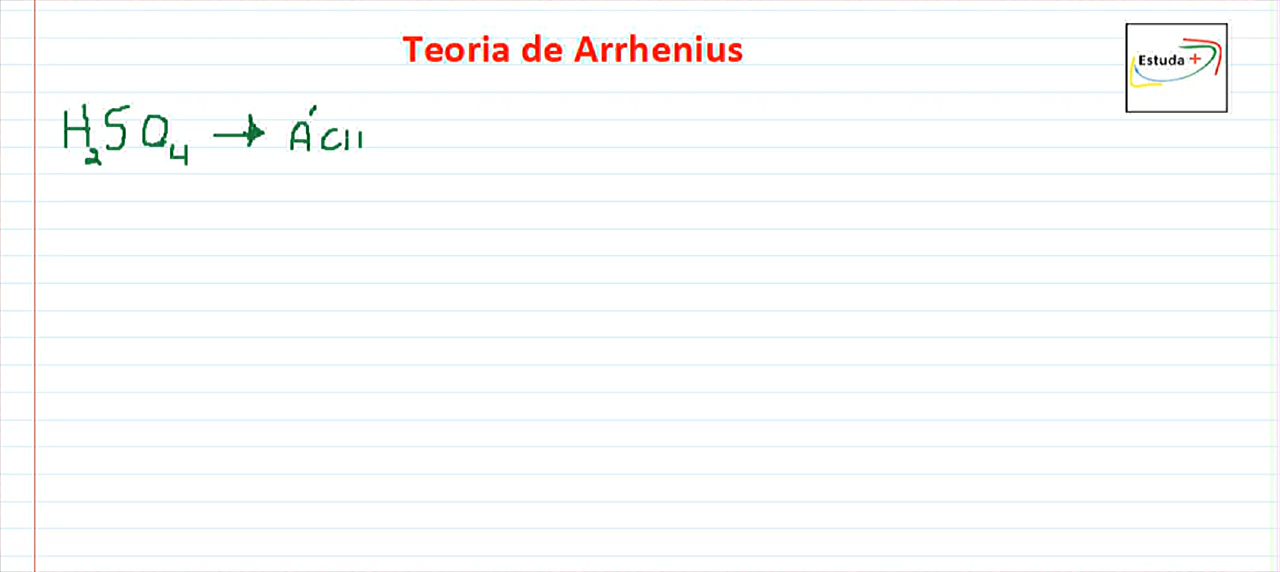 Teoria de Arrhenius
Estuda +
H₂SO₄ → Áci